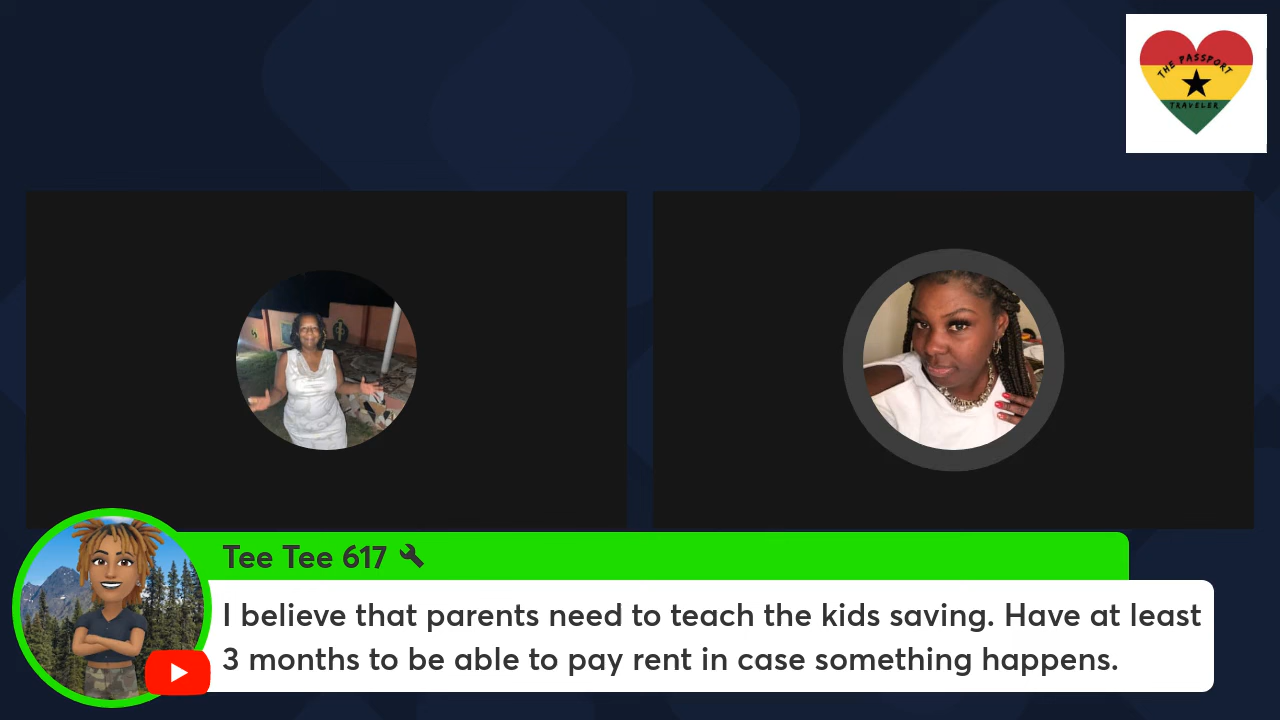 THE PASSPORT
TRAVELER
Tee Tee 617
I believe that parents need to teach the kids saving. Have at least
3 months to be able to pay rent in case something happens.